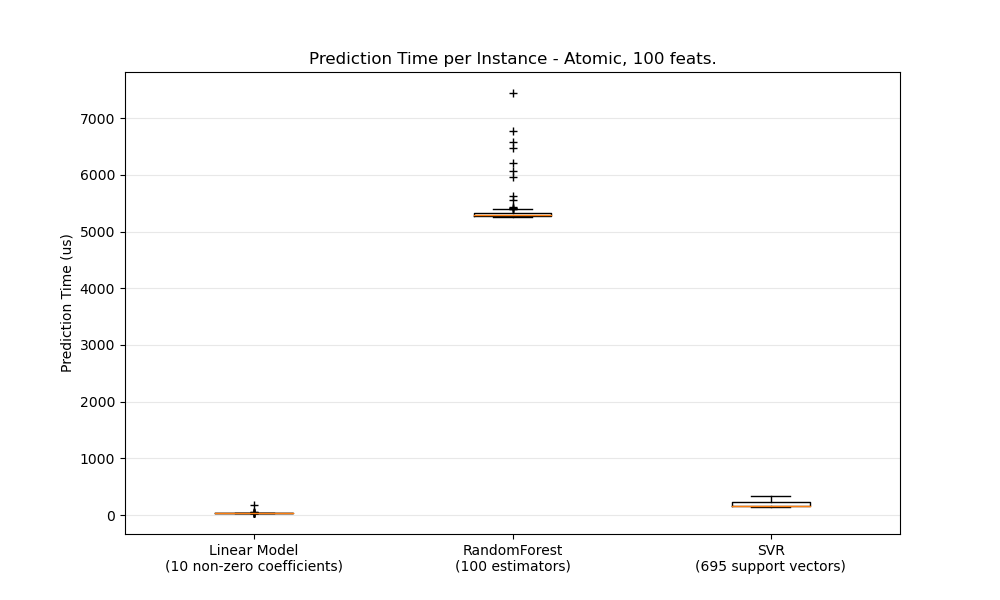 Prediction Time per Instance - Atomic, 100 feats.
Prediction Time (us)
7000
6000
5000
4000
3000
2000
1000
0
Linear Model
(10 non-zero coefficients)
RandomForest
(100 estimators)
SVR
(695 support vectors)